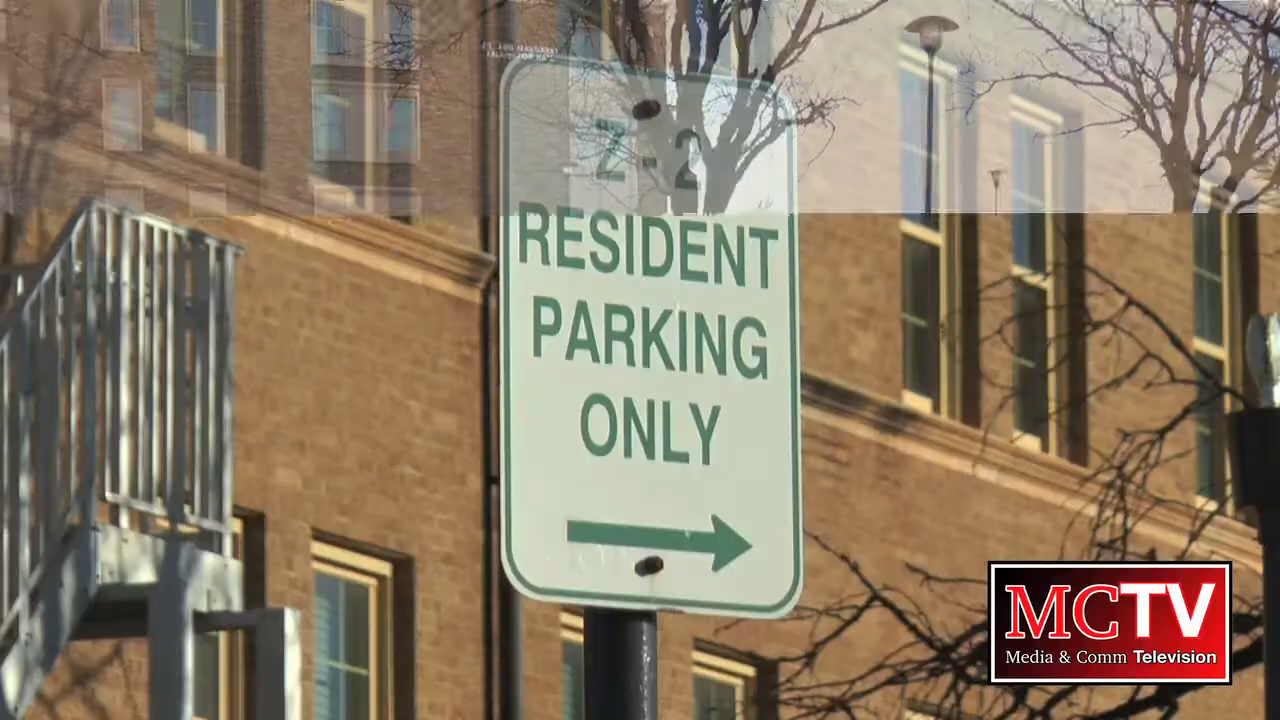 Z-2
RESIDENT
PARKING
ONLY
MCTV
Media & Comm Television